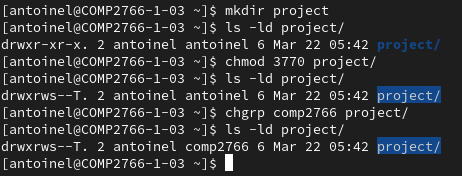 [antoinel@COMP2766-1-03 ~]$ mkdir project
[antoinel@COMP2766-1-03 ~]$ ls -ld project/
drwxr-xr-x. 2 antoinel antoinel 6 Mar 22 05:42 project/
[antoinel@COMP2766-1-03 ~]$ chmod 3770 project/
[antoinel@COMP2766-1-03 ~]$ ls -ld project/
drwxrws--T. 2 antoinel antoinel 6 Mar 22 05:42 project/
[antoinel@COMP2766-1-03 ~]$ chgrp comp2766 project/
[antoinel@COMP2766-1-03 ~]$ ls -ld project/
drwxrws--T. 2 antoinel comp2766 6 Mar 22 05:42 project/
[antoinel@COMP2766-1-03 ~]$